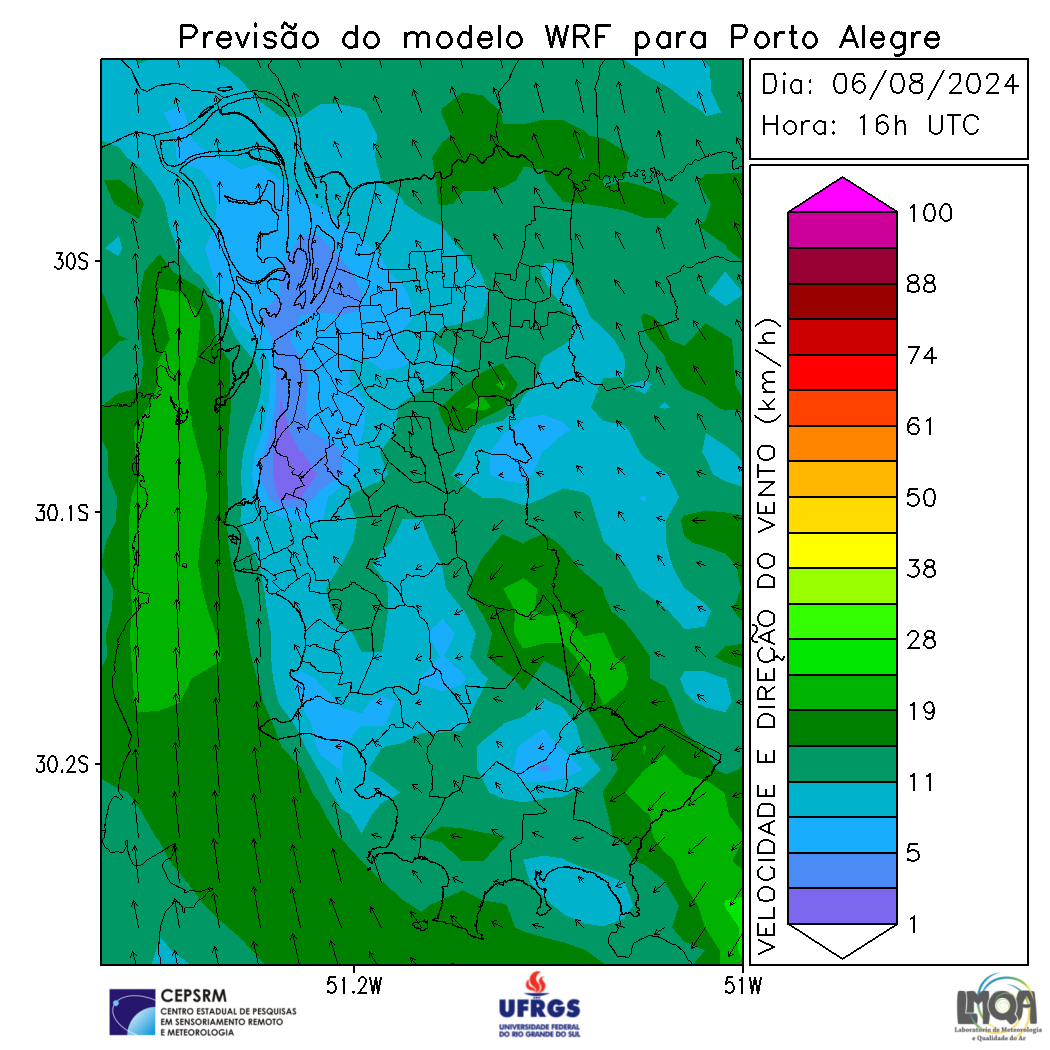 Previsão do modelo WRF para Porto Alegre
Dia: 06/08/2024
Hora: 16h UTC
30S
30.1S
30.2S
51.2W
51W
VELOCIDADE E DIREÇÃO DO VENTO (km/h)
100
88
74
61
50
38
28
19
11
5
1
CEPSRM
CENTRO ESTADUAL DE PESQUISAS
EM SENSORIAMENTO REMOTO
E METEOROLOGIA
UFRGS
UNIVERSIDADE FEDERAL
DO RIO GRANDE DO SUL
LMQA
Laboratório de Meteorologia
e Qualidade do Ar